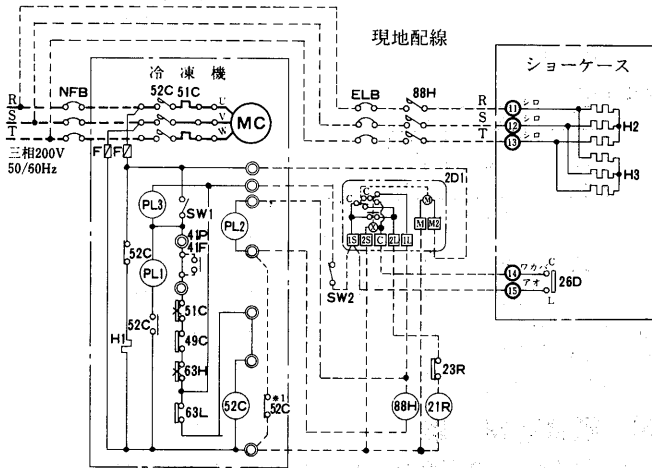 現地配線
冷凍機
ショーケース
NFB
52C
51C
U
V
W
MC
ELB
88H
R
S
T
三相200V
50/60Hz
F
F
R
S
T
11
シロ
12
シロ
13
シロ
H2
H3
2D1
C
C
M
X
1S
2S
C
2L
1L
M
M2
PL3
SW1
PL2
41P
41F
52C
PL1
51C
52C
49C
H1
63H
63L
52C
*1
52C
SW2
14
ワカバ
C
15
アオ
L
26D
23R
88H
21R